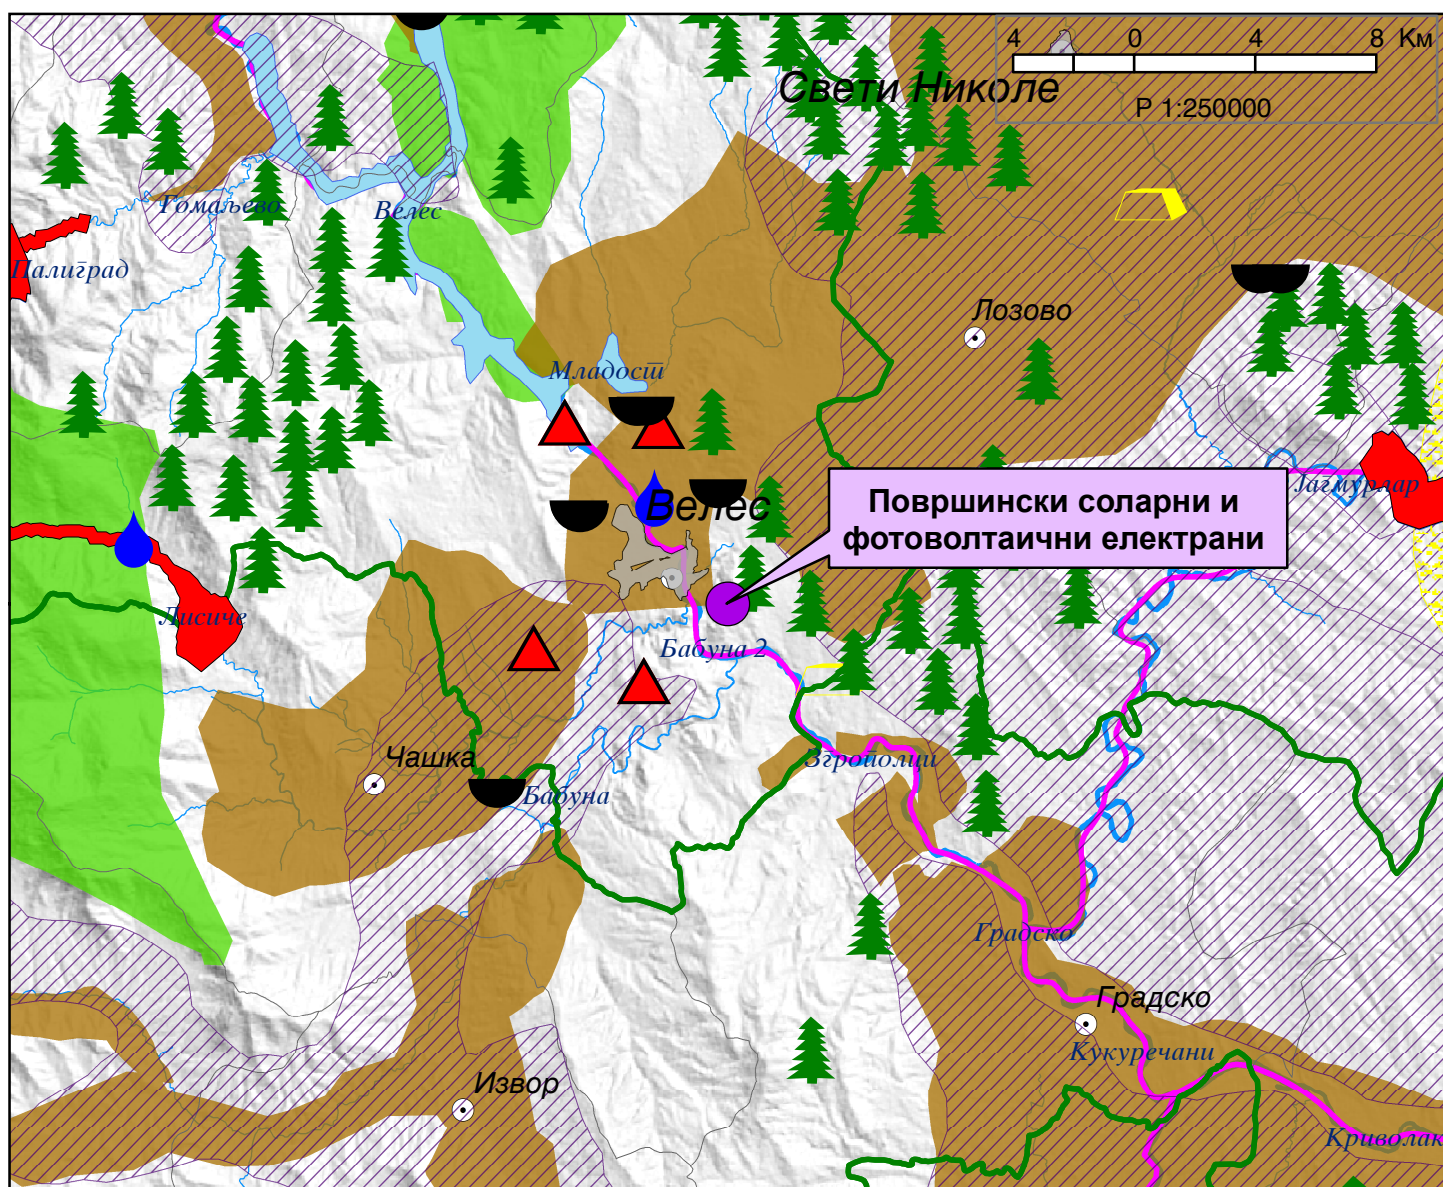 4 0 4 8 Км
Р 1:250000
Свети Николе
Гомаљево
Велес
Палиград
Лозово
Младост
Јагмурлар
Велес
Површински соларни и
фотоволтаични електрани
Лисиче
Бабуна 2
Згрополци
Чашка
Бабуна
Градско
Градско
Кукуречани
Извор
Криволак